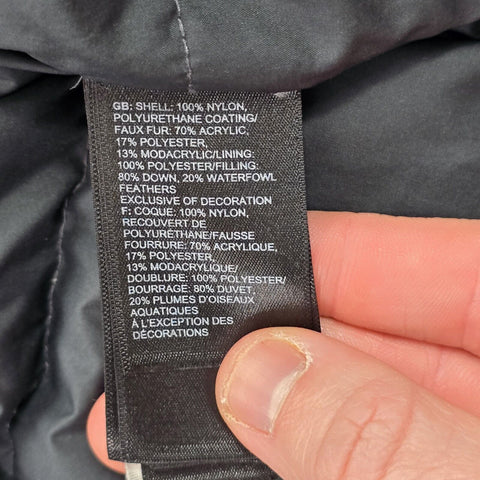 GB: SHELL: 100% NYLON,
POLYURETHANE COATING/
FAUX FUR: 70% ACRYLIC,
17% POLYESTER,
13% MODACRYLIC/LINING:
100% POLYESTER/FILLING:
80% DOWN, 20% WATERFOWL
FEATHERS
EXCLUSIVE OF DECORATION
F: COQUE: 100% NYLON,
RECOUVERT DE
POLYURÉTHANE/FAUSSE
FOURRURE: 70% ACRYLIQUE,
17% POLYESTER,
13% MODACRYLIQUE/
DOUBLURE: 100% POLYESTER/
BOURRAGE: 80% DUVET,
20% PLUMES D'OISEAUX
AQUATIQUES
À L'EXCEPTION DES
DÉCORATIONS